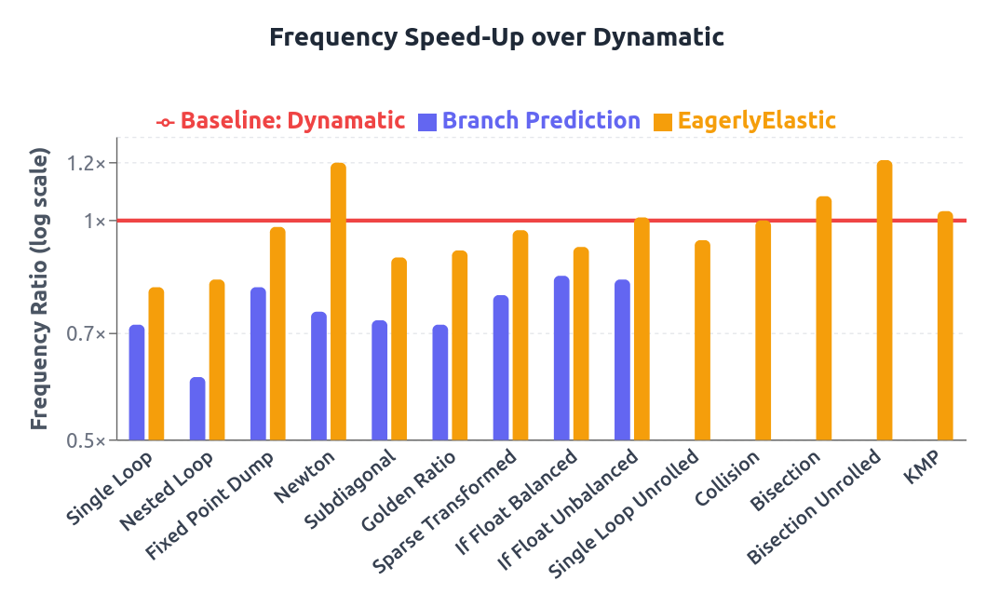 Frequency Speed-Up over Dynamatic
Baseline: Dynamatic Branch Prediction EagerlyElastic
Frequency Ratio (log scale)
1.2×
1×
0.7×
0.5×
Single Loop
Nested Loop
Fixed Point Dump
Newton
Subdiagonal
Golden Ratio
Sparse Transformed
If Float Balanced
If Float Unbalanced
Single Loop Unrolled
Collision
Bisection
Bisection Unrolled
KMP